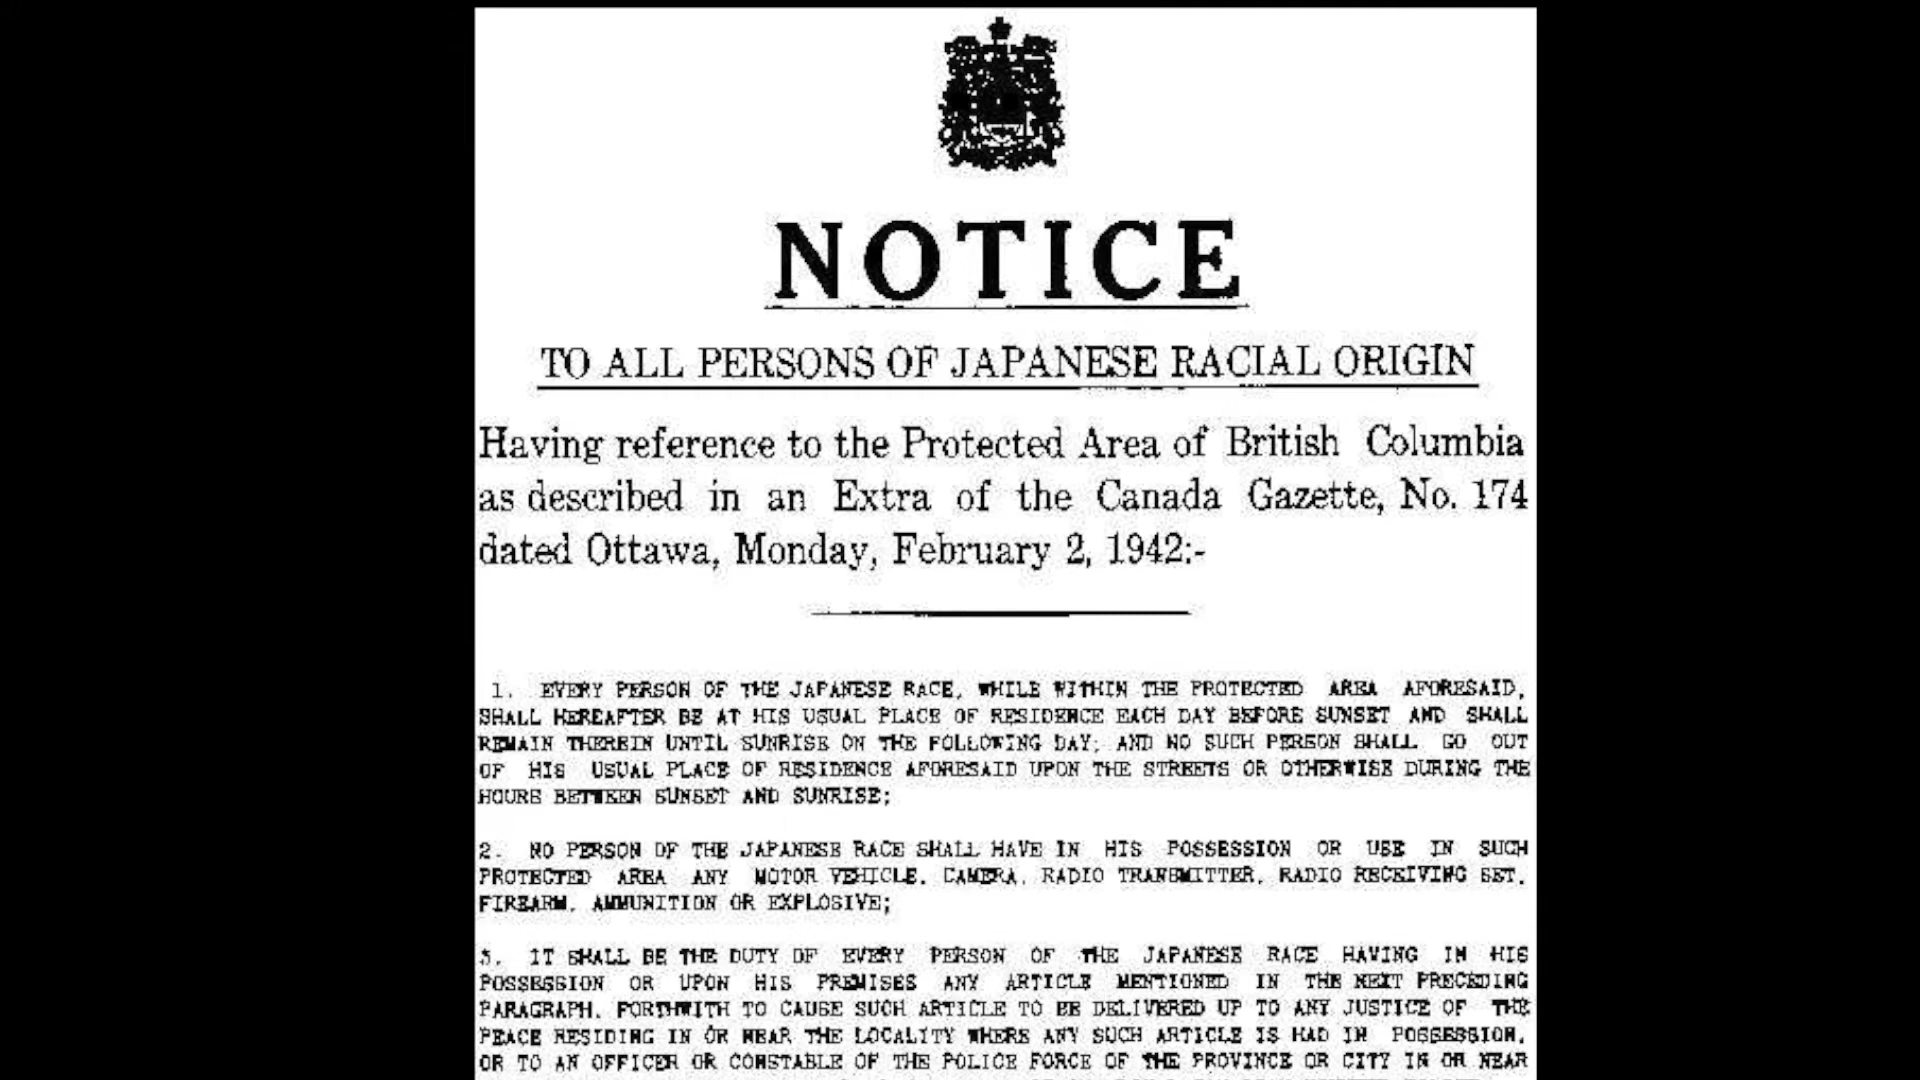 NOTICE
TO ALL PERSONS OF JAPANESE RACIAL ORIGIN
Having reference to the Protected Area of British Columbia
as described in an Extra of the Canada Gazette, No. 174
dated Ottawa, Monday, February 2, 1942:-
1. EVERY PERSON OF THE JAPANESE RACE, WHILE WITHIN THE PROTECTED AREA AFORESAID,
SHALL HEREAFTER BE AT HIS USUAL PLACE OF RESIDENCE EACH DAY BEFORE SUNSET AND SHALL
REMAIN THEREIN UNTIL SUNRISE ON THE FOLLOWING DAY, AND NO SUCH PERSON SHALL GO OUT
OF HIS USUAL PLACE OF RESIDENCE AFORESAID UPON THE STREETS OR OTHERWISE DURING THE
HOURS BETWEEN SUNSET AND SUNRISE;
2. NO PERSON OF THE JAPANESE RACE SHALL HAVE IN HIS POSSESSION OR USE IN SUCH
PROTECTED AREA ANY MOTOR VEHICLE, CAMERA, RADIO TRANSMITTER, RADIO RECEIVING SET,
FIREARM, AMMUNITION OR EXPLOSIVE;
3. IT SHALL BE THE DUTY OF EVERY PERSON OF THE JAPANESE RACE HAVING IN HIS
POSSESSION OR UPON HIS PREMISES ANY ARTICLE MENTIONED IN THE NEXT PRECEDING
PARAGRAPH, FORTHWITH TO CAUSE SUCH ARTICLE TO BE DELIVERED UP TO ANY JUSTICE OF THE
PEACE RESIDING IN OR NEAR THE LOCALITY WHERE ANY SUCH ARTICLE IS HAD IN POSSESSION,
OR TO AN OFFICER OR CONSTABLE OF THE POLICE FORCE OF THE PROVINCE OR CITY IN OR NEAR